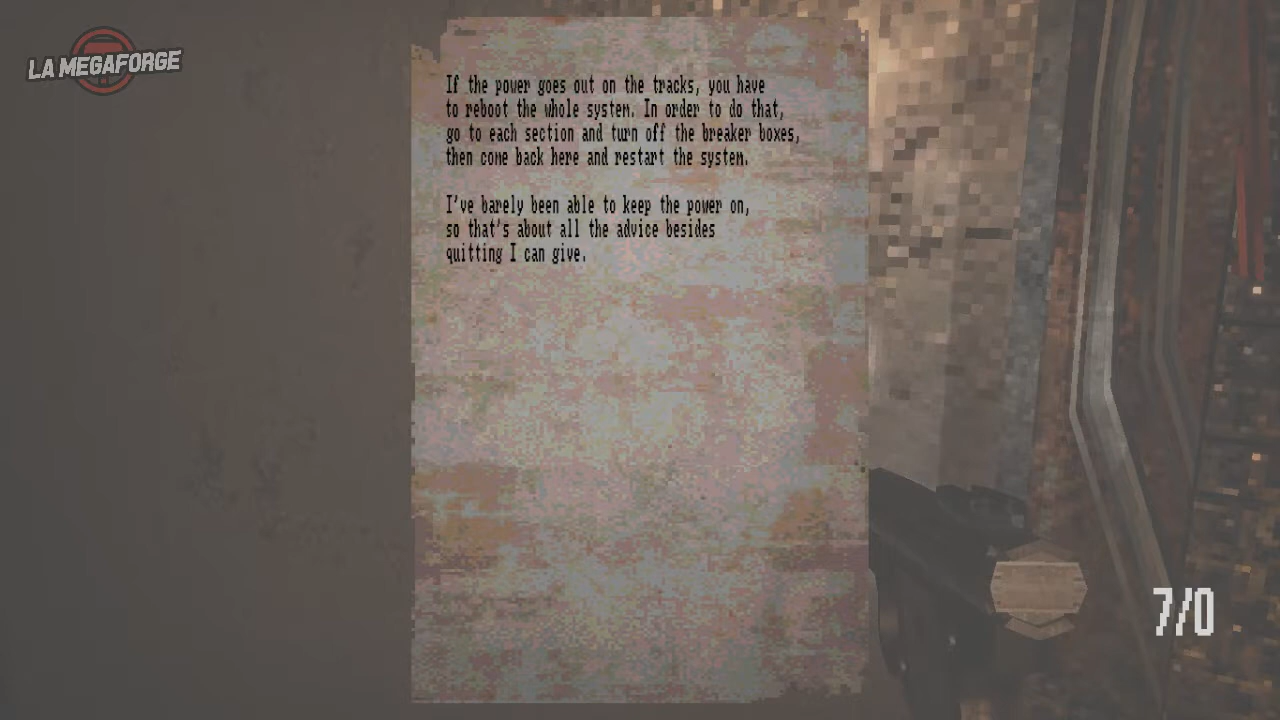 LA MEGAFORGE
If the power goes out on the tracks, you have
to reboot the whole system. In order to do that,
go to each section and turn off the breaker boxes,
then come back here and restart the system.
I've barely been able to keep the power on,
so that's about all the advice besides
quitting I can give.
7/0